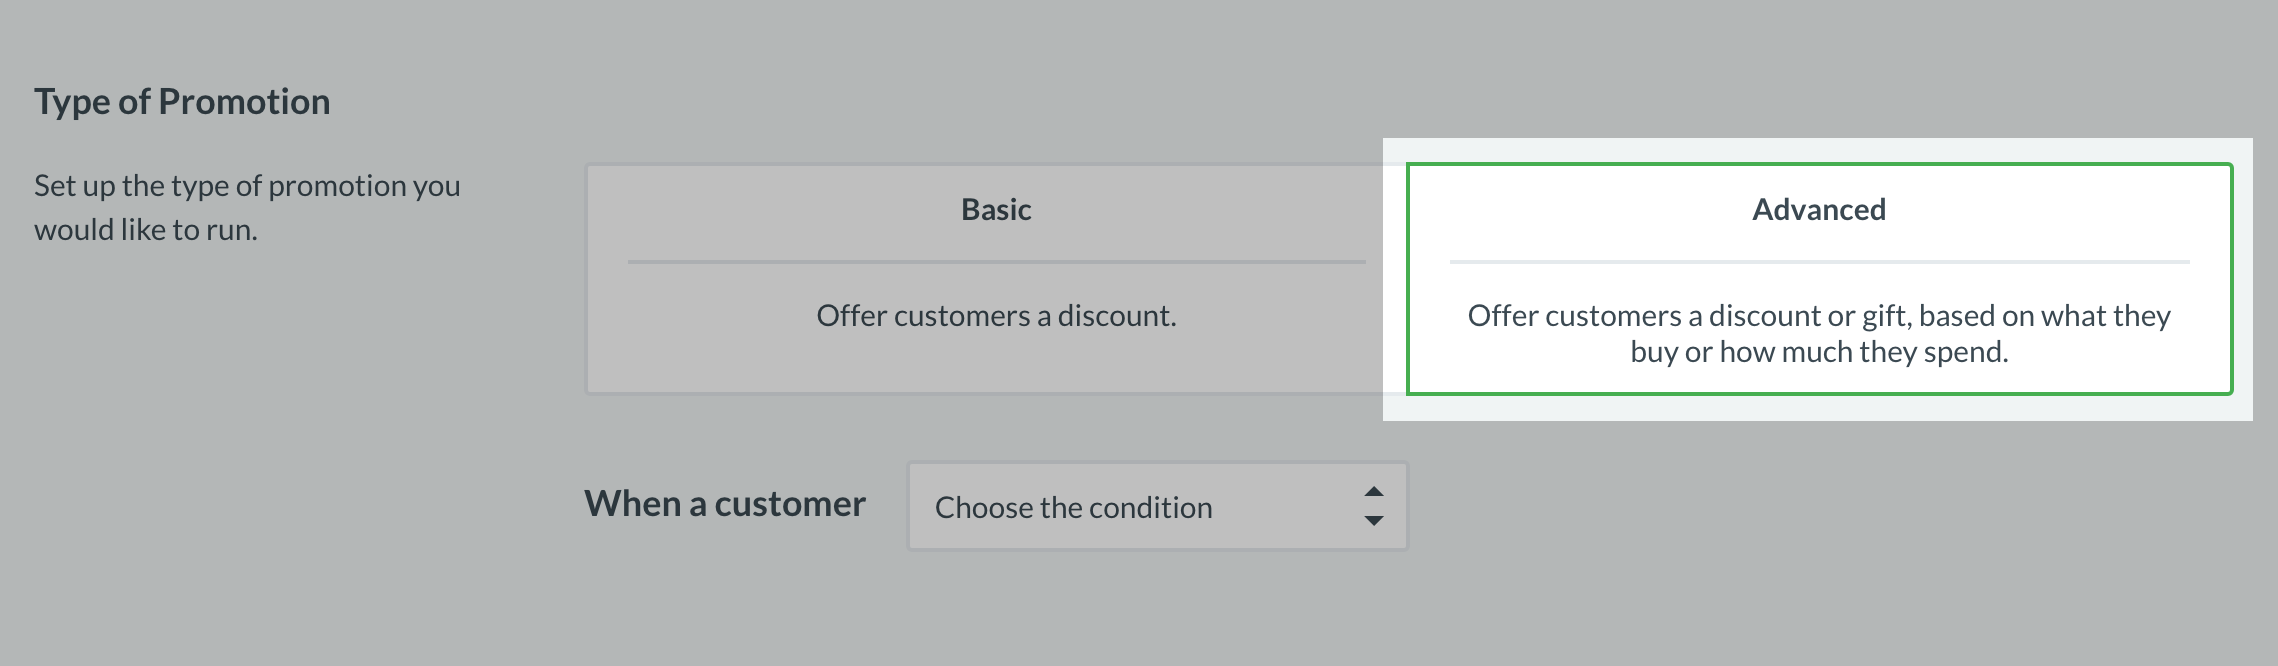 Type of Promotion
Set up the type of promotion you
would like to run.
Basic
Offer customers a discount.
Advanced
Offer customers a discount or gift, based on what they
buy or how much they spend.
When a customer
Choose the condition